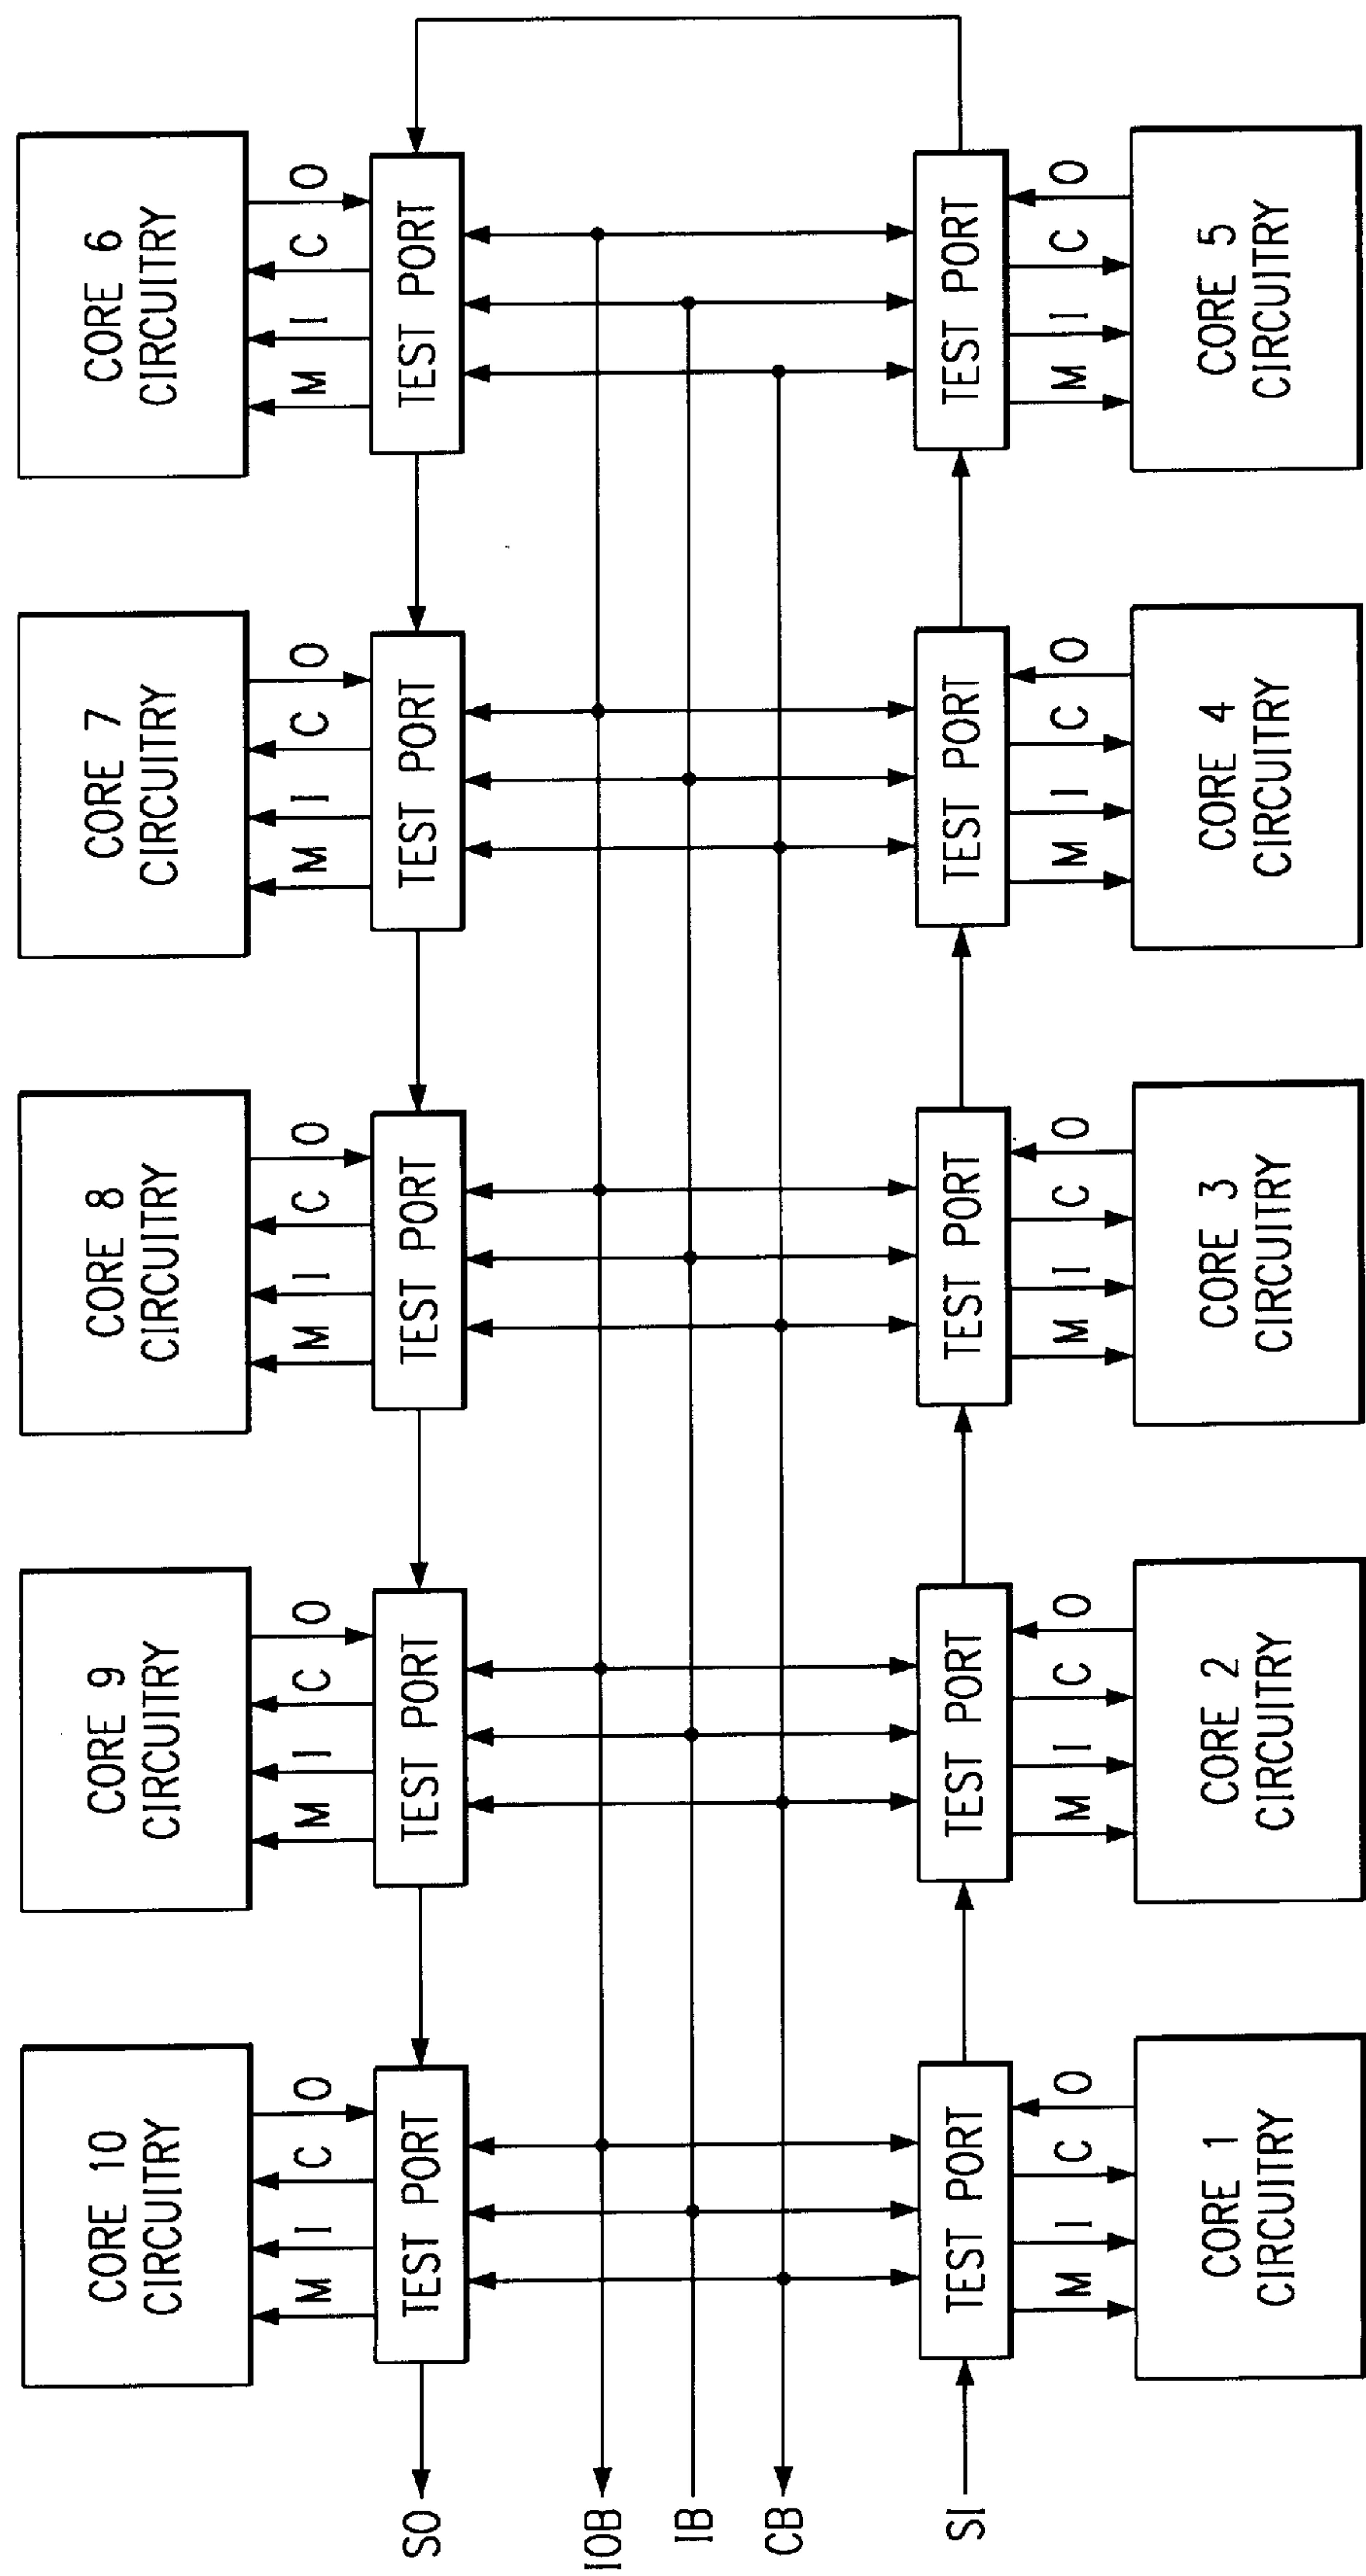 CORE 10
CIRCUITRY
CORE 9
CIRCUITRY
CORE 8
CIRCUITRY
CORE 7
CIRCUITRY
CORE 6
CIRCUITRY
M I C O
M I C O
M I C O
M I C O
M I C O
SO
TEST PORT
TEST PORT
TEST PORT
TEST PORT
TEST PORT
IOB
IB
CB
SI
TEST PORT
TEST PORT
TEST PORT
TEST PORT
TEST PORT
M I C O
M I C O
M I C O
M I C O
M I C O
CORE 1
CIRCUITRY
CORE 2
CIRCUITRY
CORE 3
CIRCUITRY
CORE 4
CIRCUITRY
CORE 5
CIRCUITRY